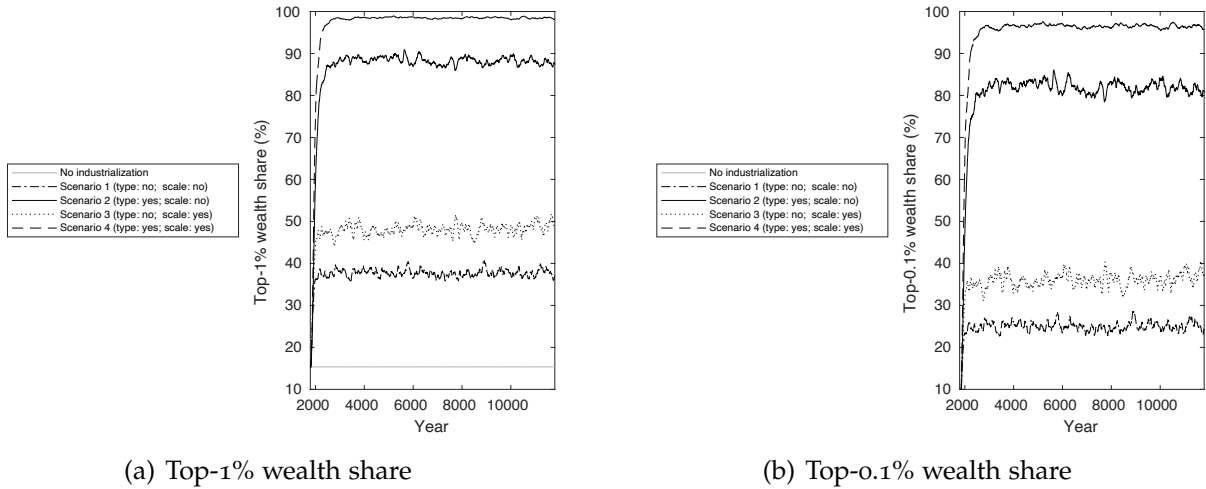 Top-1% wealth share (%)
100
90
80
70
60
50
40
30
20
10
2000 4000 6000 8000 10000
Year
No industrialization
Scenario 1 (type: no; scale: no)
Scenario 2 (type: yes; scale: no)
Scenario 3 (type: no; scale: yes)
Scenario 4 (type: yes; scale: yes)
(a) Top-1% wealth share
Top-0.1% wealth share (%)
100
90
80
70
60
50
40
30
20
10
2000 4000 6000 8000 10000
Year
No industrialization
Scenario 1 (type: no; scale: no)
Scenario 2 (type: yes; scale: no)
Scenario 3 (type: no; scale: yes)
Scenario 4 (type: yes; scale: yes)
(b) Top-0.1% wealth share